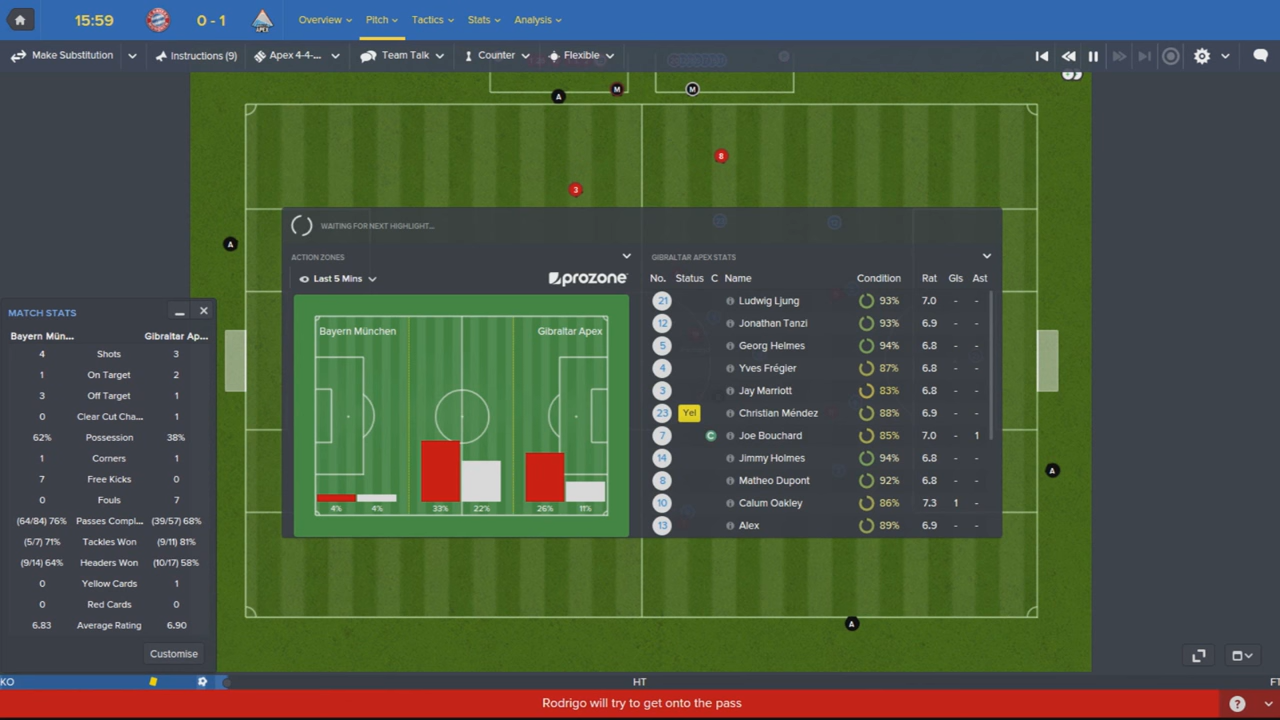 15:59
0 - 1
APEX
Overview
Pitch
Tactics
Stats
Analysis
Make Substitution
Instructions (9)
Apex 4-4-...
Team Talk
Counter
Flexible
A
M
M
8
3
A
A
A
WAITING FOR NEXT HIGHLIGHT...
ACTION ZONES
Last 5 Mins
prozone
Bayern München
Gibraltar Apex
4%
4%
33%
22%
26%
11%
GIBRALTAR APEX STATS
No. Status C Name Condition Rat Gls Ast
21 Ludwig Ljung 93% 7.0 - -
12 Jonathan Tanzi 93% 6.9 - -
5 Georg Helmes 94% 6.8 - -
4 Yves Frégier 87% 6.8 - -
3 Jay Marriott 83% 6.8 - -
23 Yel Christian Méndez 88% 6.9 - -
7 C Joe Bouchard 85% 7.0 - 1
14 Jimmy Holmes 94% 6.8 - -
8 Matheo Dupont 92% 6.8 - -
10 Calum Oakley 86% 7.3 1 -
13 Alex 89% 6.9 - -
MATCH STATS
Bayern Mün... Gibraltar Ap...
4 Shots 3
1 On Target 2
3 Off Target 1
0 Clear Cut Cha... 1
62% Possession 38%
1 Corners 1
7 Free Kicks 0
0 Fouls 7
(64/84) 76% Passes Compl... (39/57) 68%
(5/7) 71% Tackles Won (9/11) 81%
(9/14) 64% Headers Won (10/17) 58%
0 Yellow Cards 1
0 Red Cards 0
6.83 Average Rating 6.90
Customise
KO
HT
FT
Rodrigo will try to get onto the pass
?